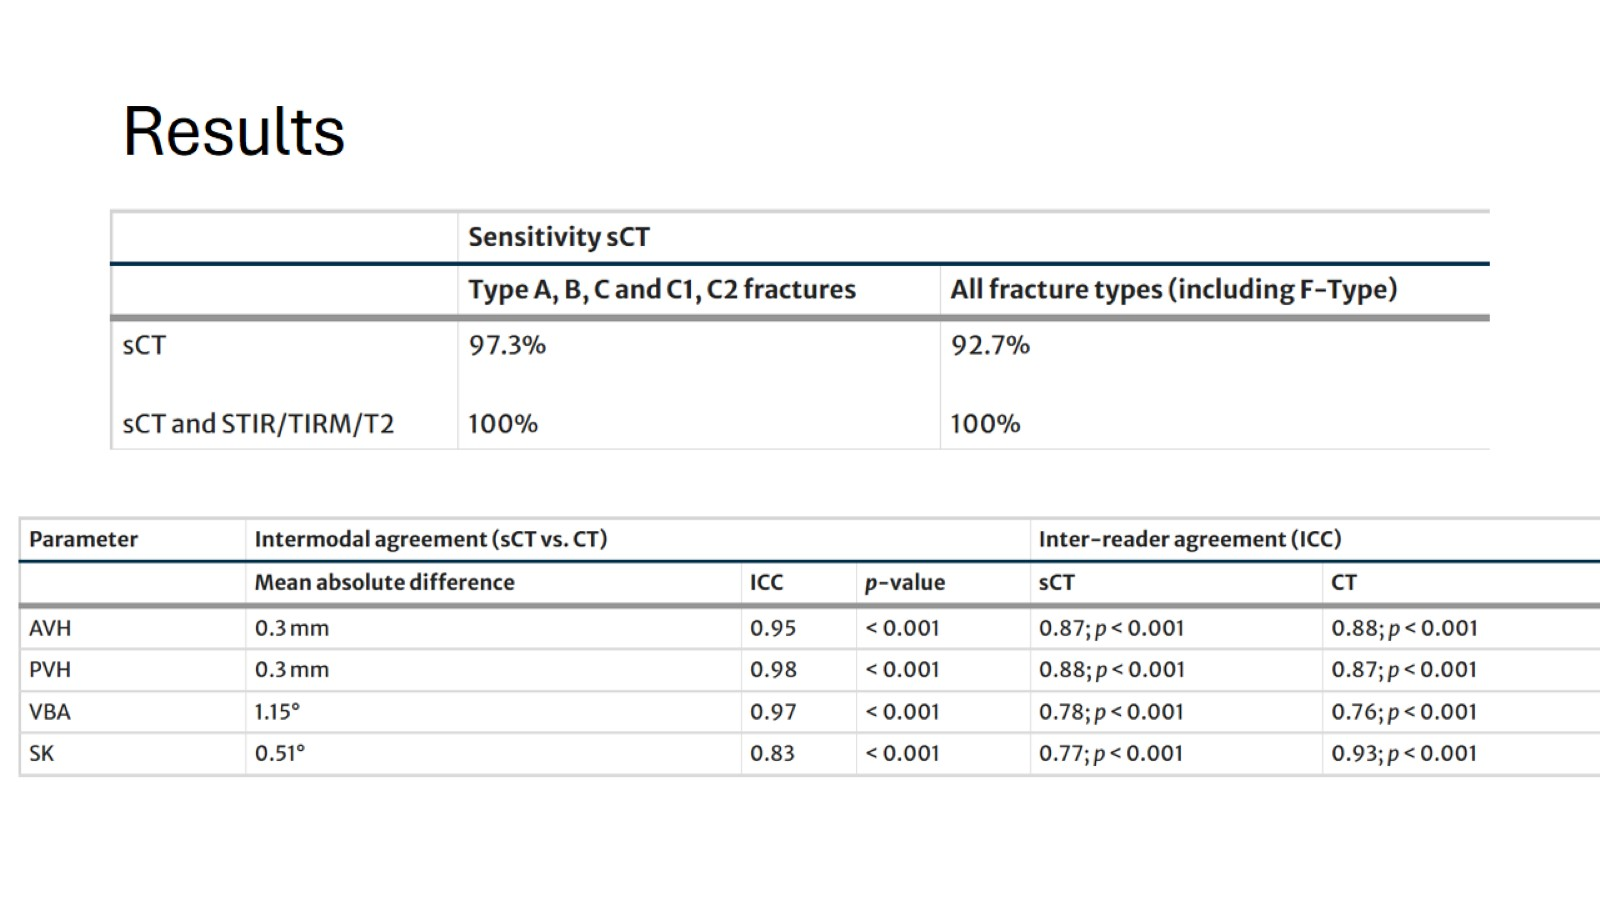 Results
Sensitivity sCT
Type A, B, C and C1, C2 fractures All fracture types (including F-Type)
sCT 97.3% 92.7%
sCT and STIR/TIRM/T2 100% 100%
Parameter Intermodal agreement (sCT vs. CT) Inter-reader agreement (ICC)
Mean absolute difference ICC p-value sCT CT
AVH 0.3 mm 0.95 < 0.001 0.87; p < 0.001 0.88; p < 0.001
PVH 0.3 mm 0.98 < 0.001 0.88; p < 0.001 0.87; p < 0.001
VBA 1.15° 0.97 < 0.001 0.78; p < 0.001 0.76; p < 0.001
SK 0.51° 0.83 < 0.001 0.77; p < 0.001 0.93; p < 0.001